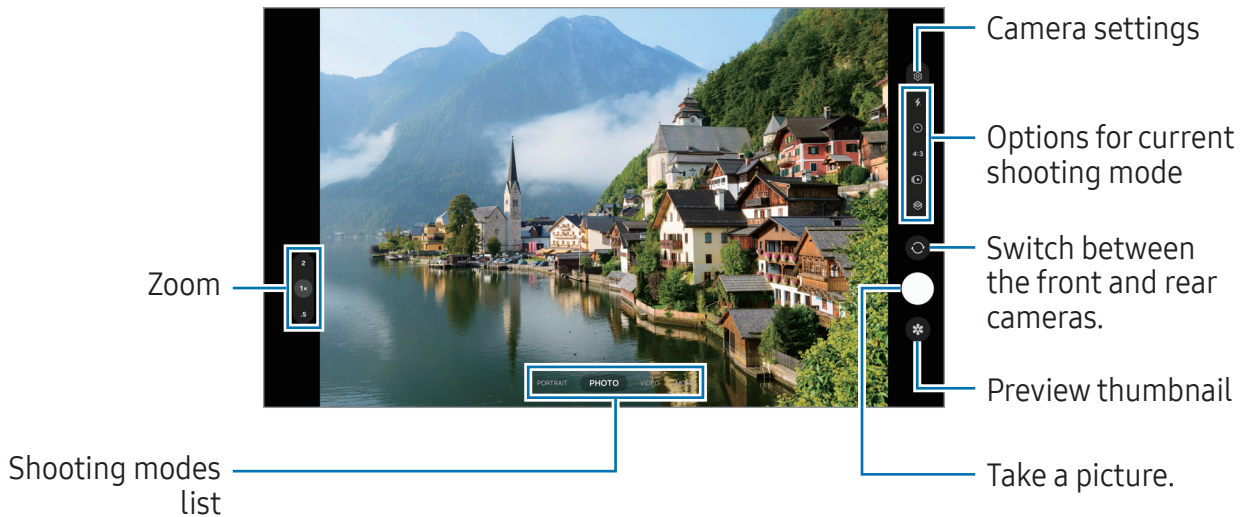 Camera settings
Options for current
shooting mode
4:3
Switch between
the front and rear
cameras.
Zoom
2
1×
.5
PORTRAIT PHOTO VIDEO
Preview thumbnail
Shooting modes
list
Take a picture.